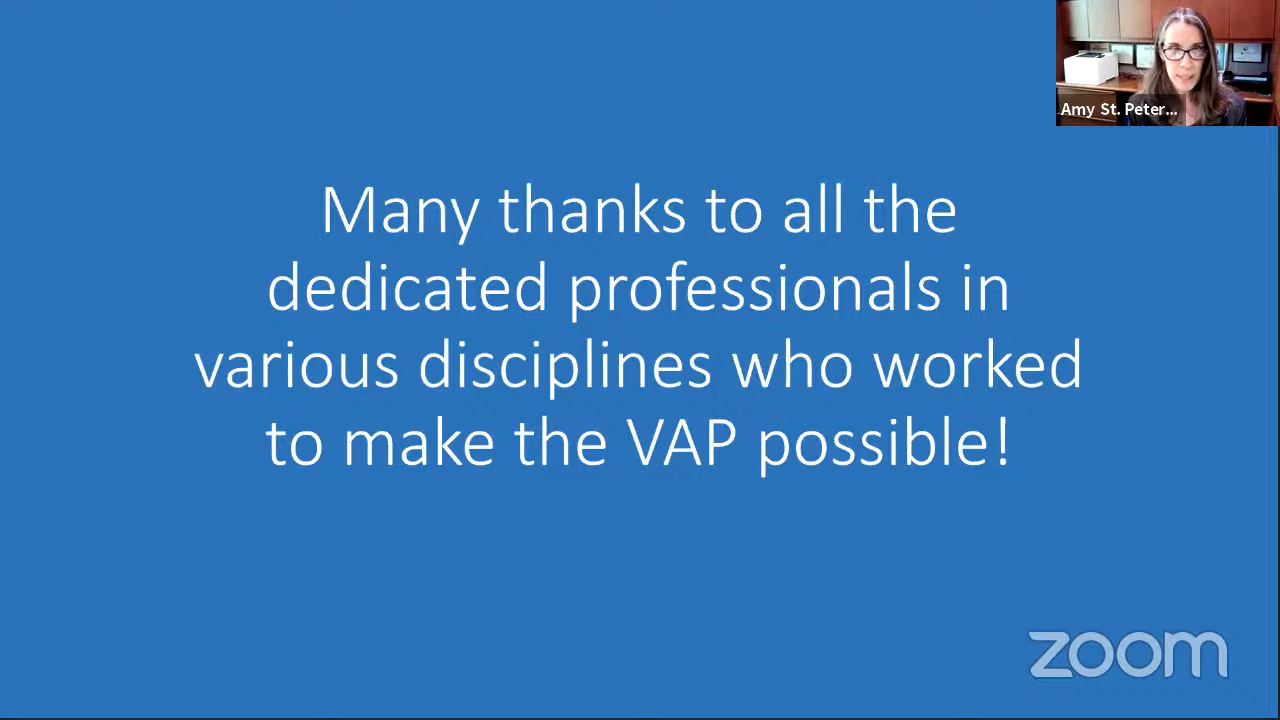 Amy St. Peter...
Many thanks to all the
dedicated professionals in
various disciplines who worked
to make the VAP possible!
zoom